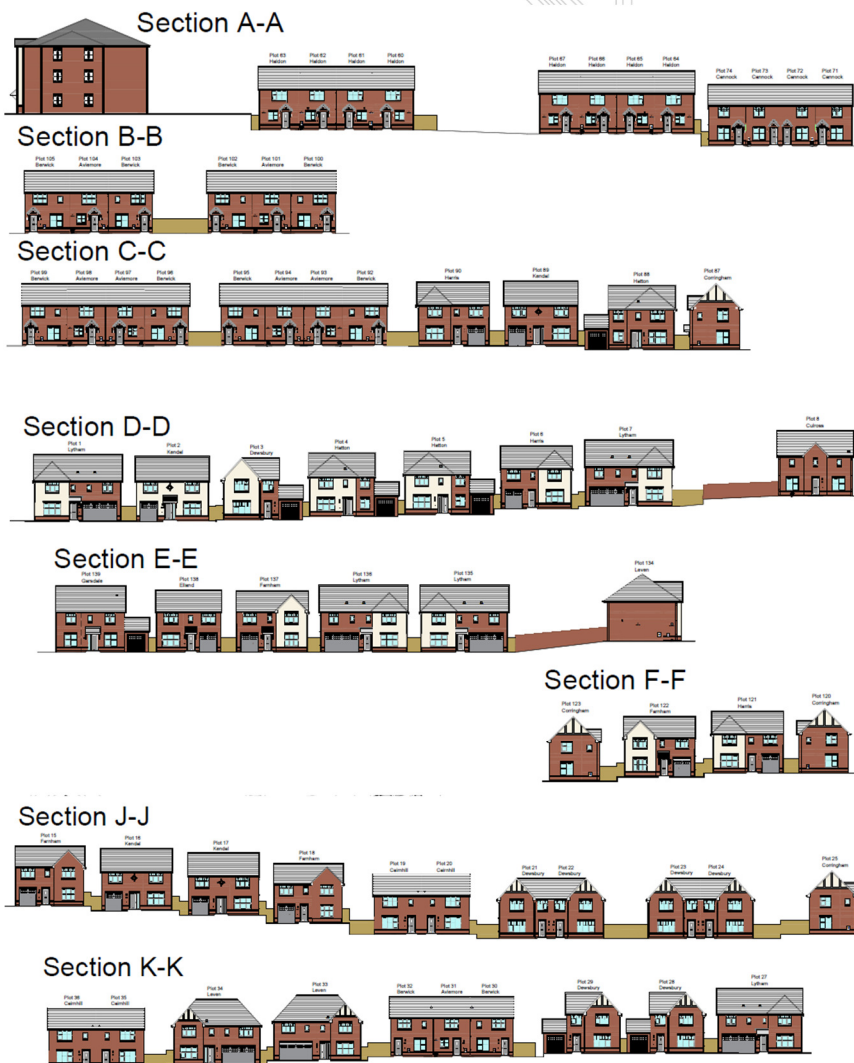 Section A-A
Plot 63 Plot 62 Plot 61 Plot 60
Haldon Haldon Haldon Haldon
Plot 67 Plot 66 Plot 65 Plot 64
Haldon Haldon Haldon Haldon
Plot 74 Plot 73 Plot 72 Plot 71
Cannock Cannock Cannock Cannock
Section B-B
Plot 105 Plot 104 Plot 103
Berwick Aviemore Berwick
Plot 102 Plot 101 Plot 100
Berwick Aviemore Berwick
Section C-C
Plot 99 Plot 98 Plot 97 Plot 96
Berwick Aviemore Aviemore Berwick
Plot 95 Plot 94 Plot 93 Plot 92
Berwick Aviemore Aviemore Berwick
Plot 90
Harris
Plot 89
Kendal
Plot 88
Hatton
Plot 87
Corringham
Section D-D
Plot 1
Lytham
Plot 2
Kendal
Plot 3
Dewsbury
Plot 4
Hatton
Plot 5
Hatton
Plot 6
Harris
Plot 7
Lytham
Plot 8
Culross
Section E-E
Plot 139
Garsdale
Plot 138
Elland
Plot 137
Farnham
Plot 136
Lytham
Plot 135
Lytham
Plot 134
Leven
Section F-F
Plot 123
Corringham
Plot 122
Farnham
Plot 121
Harris
Plot 120
Corringham
Section J-J
Plot 15
Farnham
Plot 16
Kendal
Plot 17
Kendal
Plot 18
Farnham
Plot 19 Plot 20
Cairnhill Cairnhill
Plot 21 Plot 22
Dewsbury Dewsbury
Plot 23 Plot 24
Dewsbury Dewsbury
Plot 25
Corringham
Section K-K
Plot 36 Plot 35
Cairnhill Cairnhill
Plot 34
Leven
Plot 33
Leven
Plot 32 Plot 31 Plot 30
Berwick Aviemore Berwick
Plot 29
Dewsbury
Plot 28
Dewsbury
Plot 27
Lytham